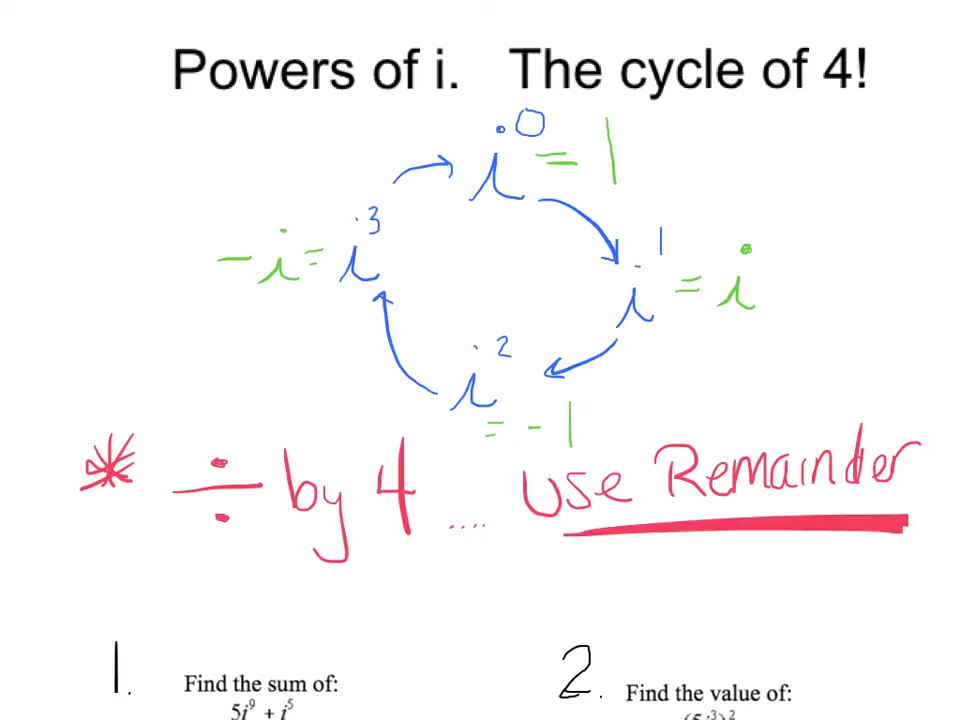 Powers of i. The cycle of 4!
i⁰ = 1
-i = i³
i¹ = i
i²
= -1
* ÷ by 4 .... Use Remainder
1. Find the sum of:
5i⁹ + i⁵
2. Find the value of: